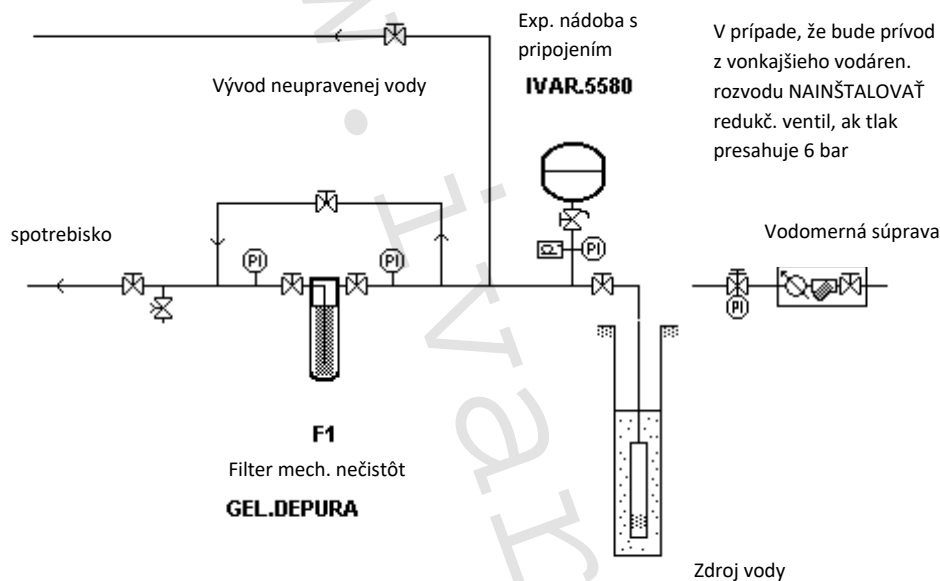 Exp. nádoba s
pripojením
IVAR.5580
V prípade, že bude prívod
z vonkajšieho vodáren.
rozvodu NAINŠTALOVAŤ
redukč. ventil, ak tlak
presahuje 6 bar
Vývod neupravenej vody
spotrebisko
Vodomerná súprava
PI
PI
PI
PI
F1
Filter mech. nečistôt
GEL.DEPURA
Zdroj vody
w.ivar